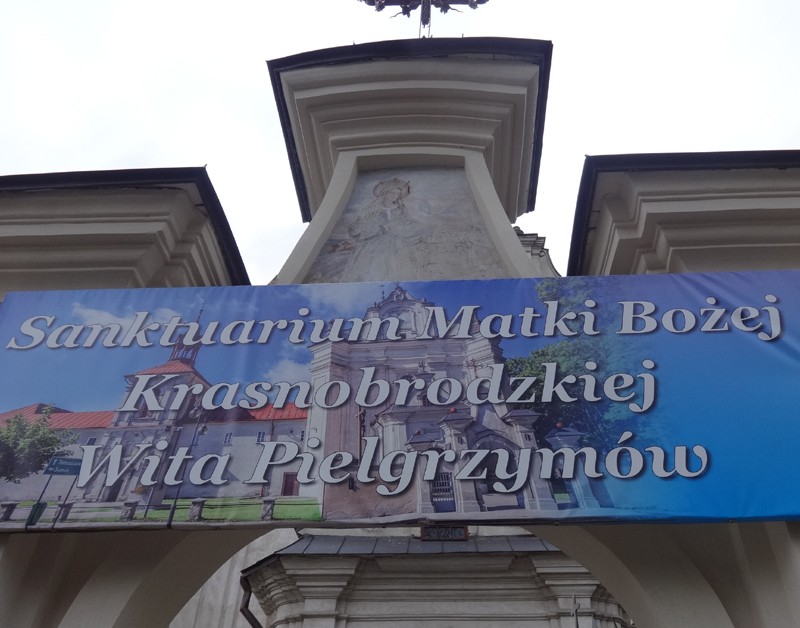 Sanktuarium Matki Bożej
Krasnobrodzkiej
Wita Pielgrzymów